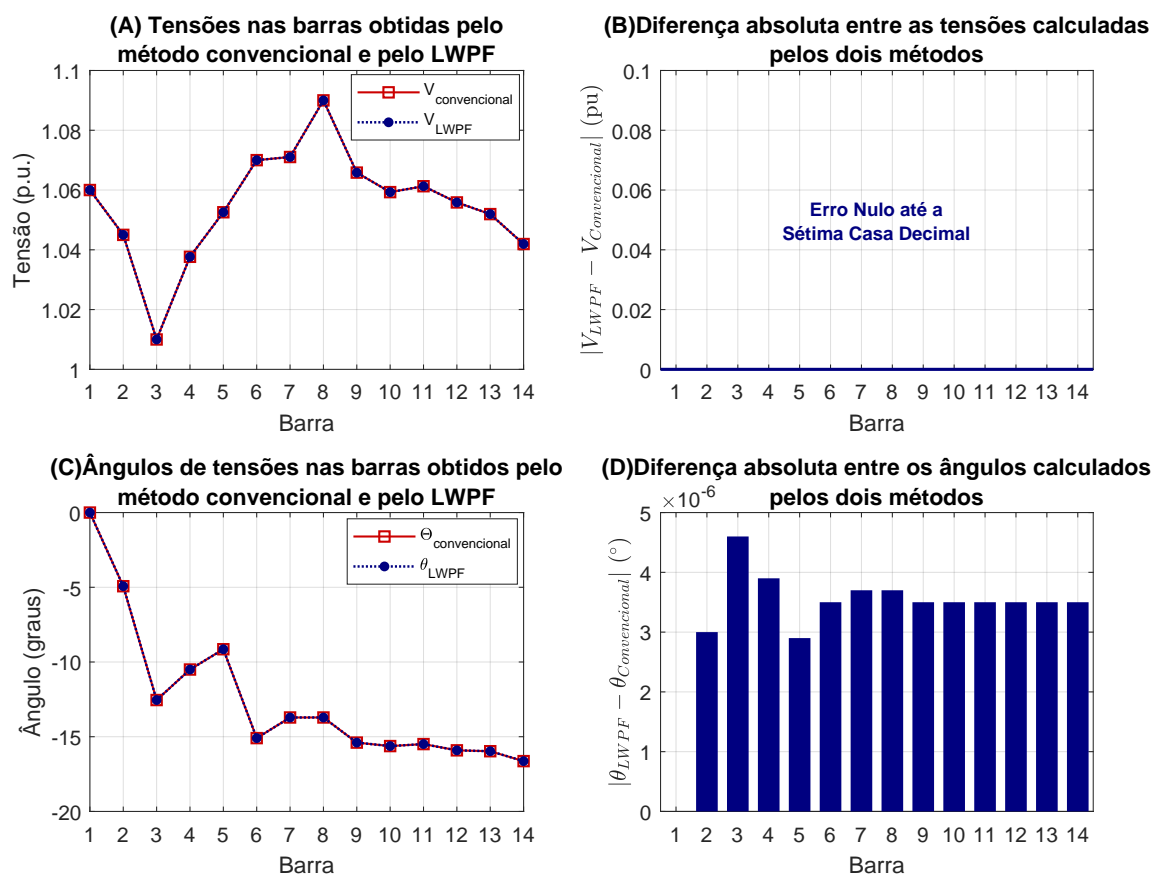 (A) Tensões nas barras obtidas pelo
método convencional e pelo LWPF
1.1
1.08
1.06
1.04
1.02
1
Tensão (p.u.)
V_convencional
V_LWPF
1 2 3 4 5 6 7 8 9 10 11 12 13 14
Barra
(B)Diferença absoluta entre as tensões calculadas
pelos dois métodos
0.1
0.08
0.06
0.04
0.02
0
|V_LWPF − V_Convencional| (pu)
Erro Nulo até a
Sétima Casa Decimal
1 2 3 4 5 6 7 8 9 10 11 12 13 14
Barra
(C)Ângulos de tensões nas barras obtidos pelo
método convencional e pelo LWPF
0
-5
-10
-15
-20
Ângulo (graus)
Θ_convencional
θ_LWPF
1 2 3 4 5 6 7 8 9 10 11 12 13 14
Barra
(D)Diferença absoluta entre os ângulos calculados
pelos dois métodos
×10^-6
5
4
3
2
1
0
|θ_LWPF − θ_Convencional| (°)
1 2 3 4 5 6 7 8 9 10 11 12 13 14
Barra